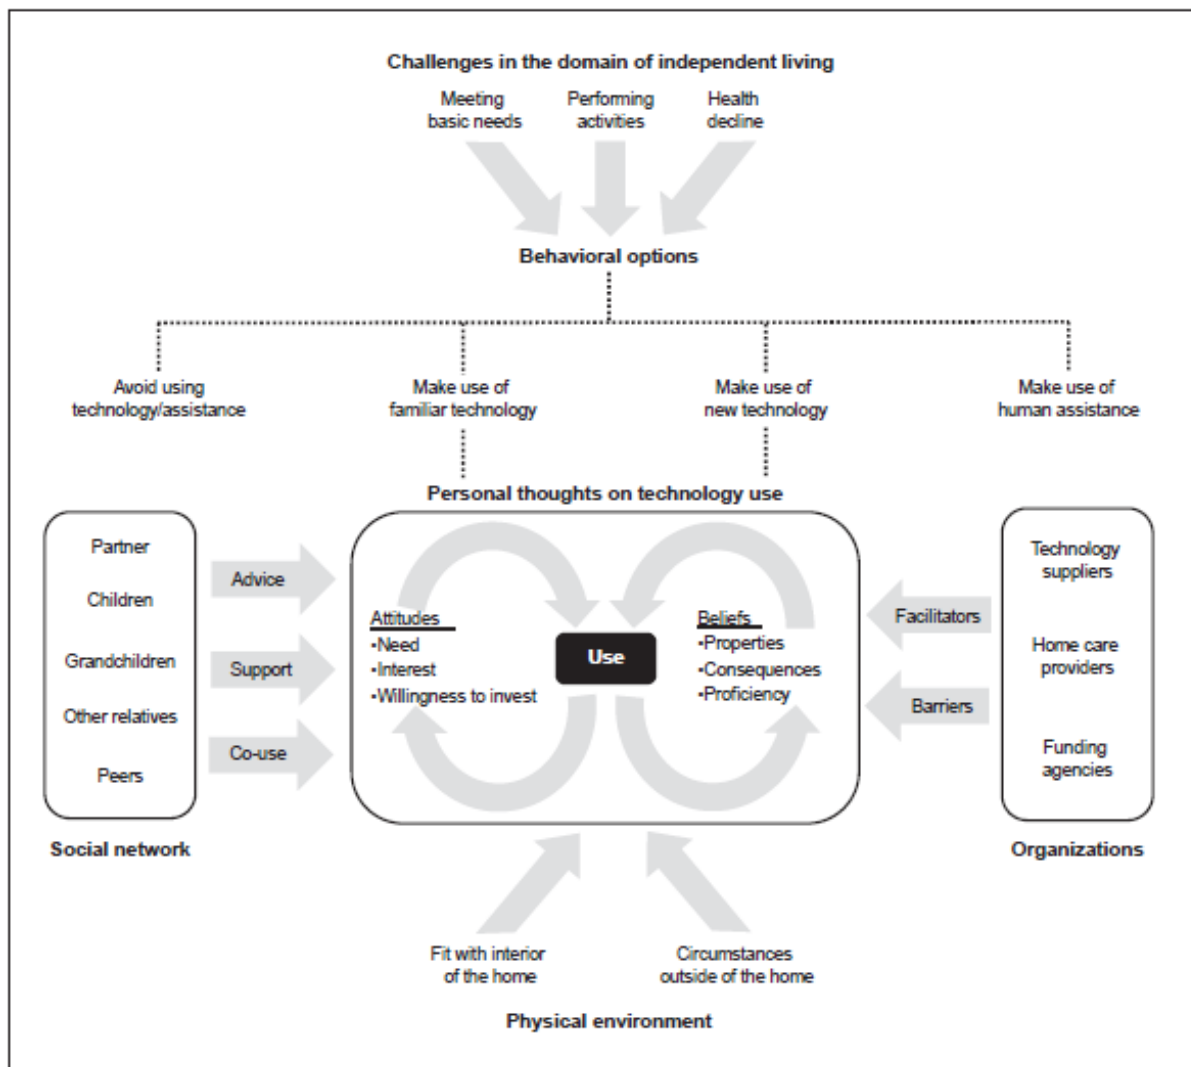 Challenges in the domain of independent living
Meeting
basic needs
Performing
activities
Health
decline
Behavioral options
Avoid using
technology/assistance
Make use of
familiar technology
Make use of
new technology
Make use of
human assistance
Personal thoughts on technology use
Partner
Children
Grandchildren
Other relatives
Peers
Social network
Advice
Support
Co-use
Attitudes
▪Need
▪Interest
▪Willingness to invest
Use
Beliefs
▪Properties
▪Consequences
▪Proficiency
Facilitators
Barriers
Technology
suppliers
Home care
providers
Funding
agencies
Organizations
Fit with interior
of the home
Circumstances
outside of the home
Physical environment